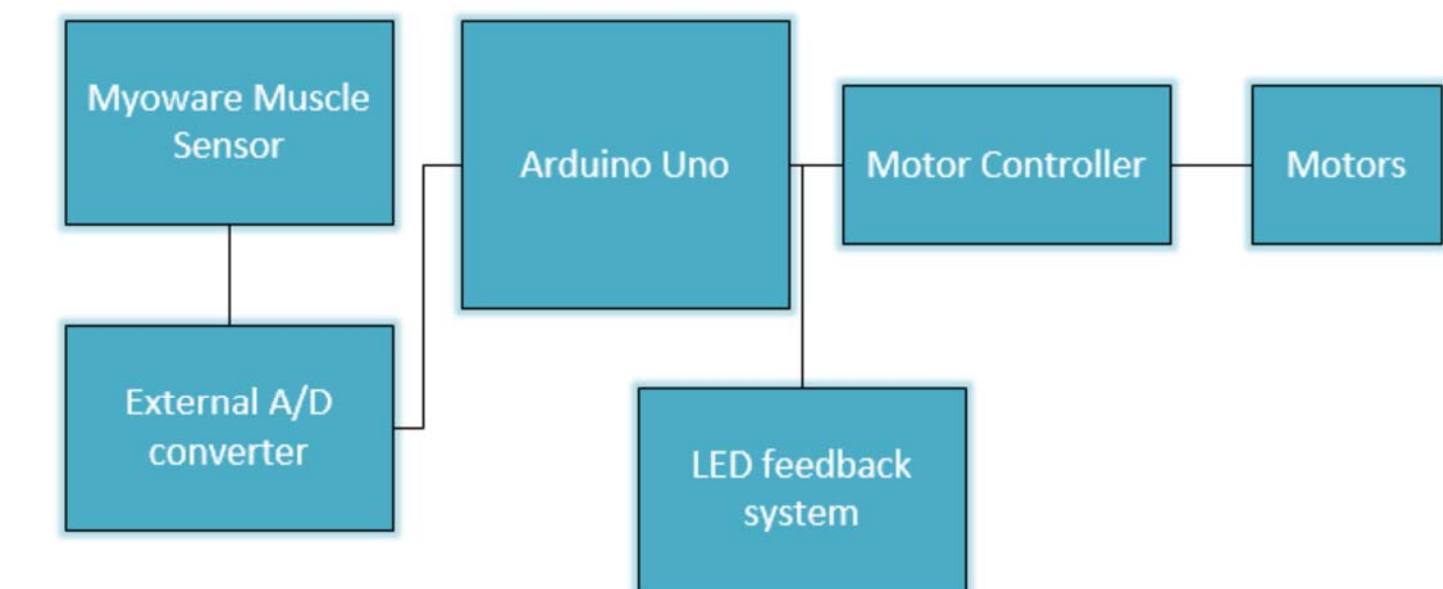 Myoware Muscle
Sensor
Arduino Uno
Motor Controller
Motors
External A/D
converter
LED feedback
system